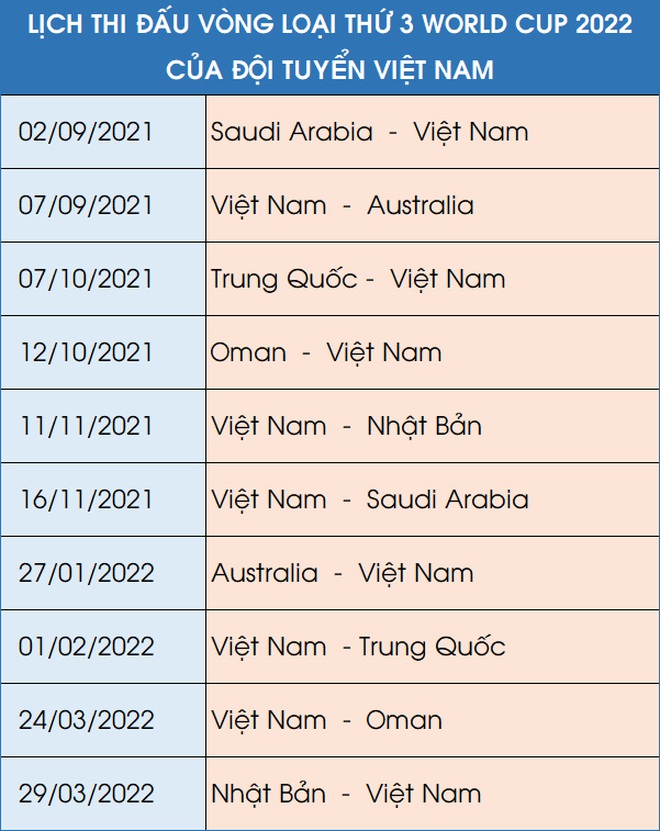 LỊCH THI ĐẤU VÒNG LOẠI THỨ 3 WORLD CUP 2022
CỦA ĐỘI TUYỂN VIỆT NAM
02/09/2021 Saudi Arabia - Việt Nam
07/09/2021 Việt Nam - Australia
07/10/2021 Trung Quốc - Việt Nam
12/10/2021 Oman - Việt Nam
11/11/2021 Việt Nam - Nhật Bản
16/11/2021 Việt Nam - Saudi Arabia
27/01/2022 Australia - Việt Nam
01/02/2022 Việt Nam - Trung Quốc
24/03/2022 Việt Nam - Oman
29/03/2022 Nhật Bản - Việt Nam